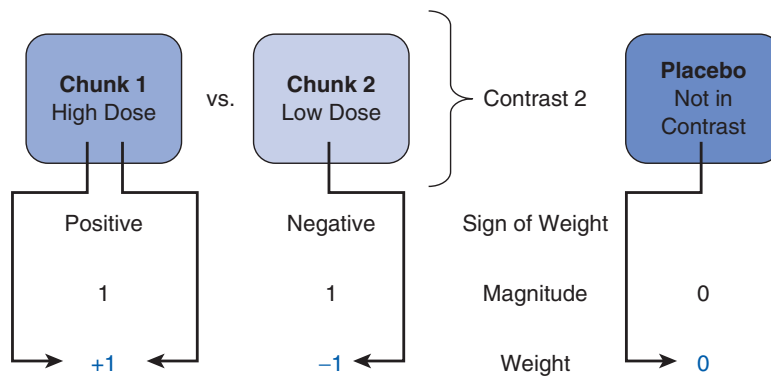 Chunk 1
High Dose
vs.
Chunk 2
Low Dose
Contrast 2
Placebo
Not in
Contrast
Positive
Negative
Sign of Weight
1
1
Magnitude
0
+1
−1
Weight
0